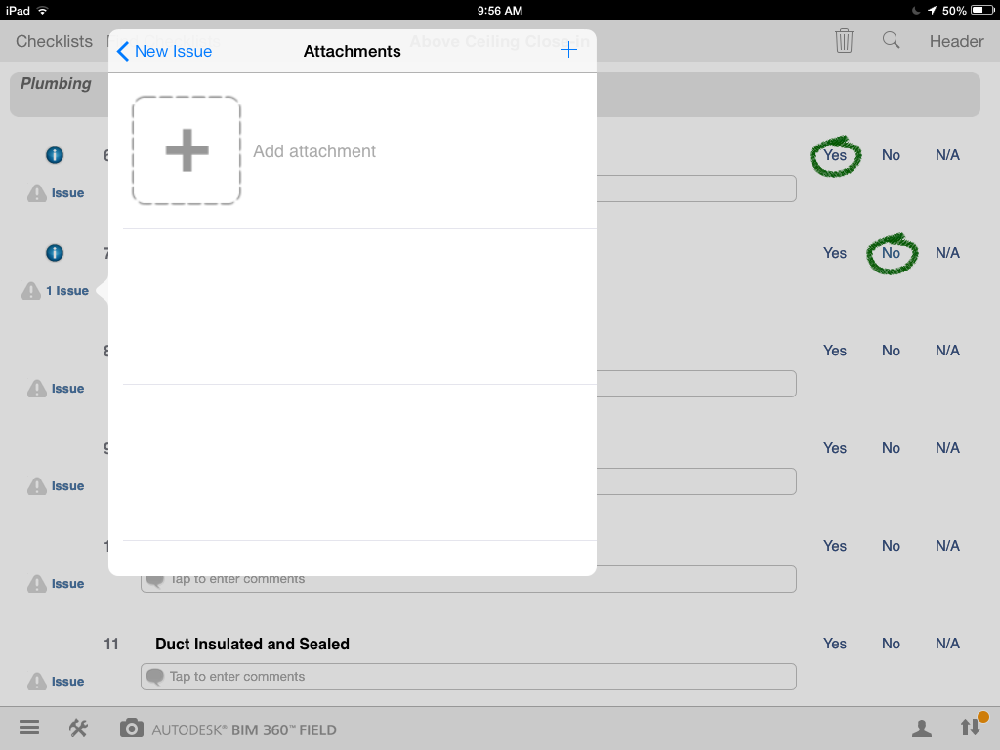 iPad 9:56 AM 50%
Checklists Above Ceiling Close in Header
New Issue Attachments
Plumbing
Add attachment
6 Yes No N/A
Issue
7 Yes No N/A
1 Issue
8 Yes No N/A
Issue
9 Yes No N/A
Issue
1 Yes No N/A
Issue Tap to enter comments
11 Duct Insulated and Sealed Yes No N/A
Issue Tap to enter comments
AUTODESK® BIM 360™ FIELD